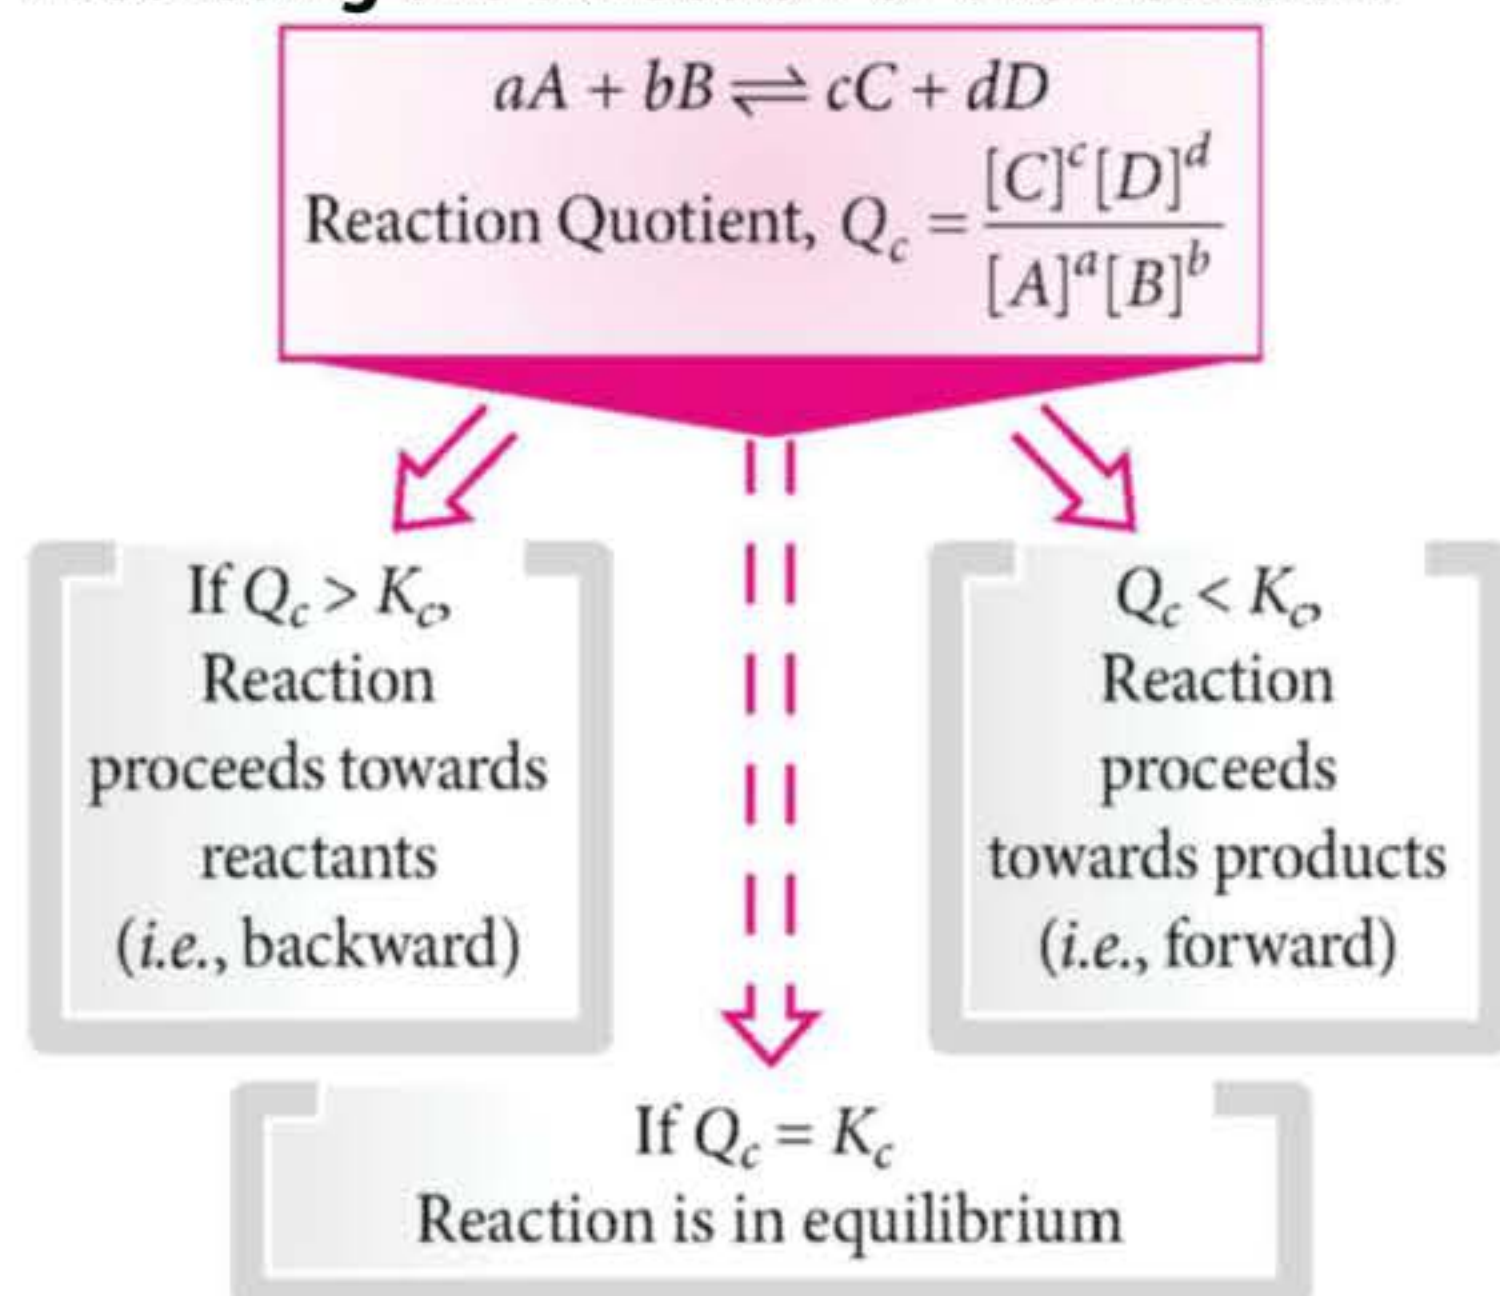 aA + bB ⇌ cC + dD
Reaction Quotient, Q_c = [C]^c [D]^d / [A]^a [B]^b
If Q_c > K_c,
Reaction
proceeds towards
reactants
(i.e., backward)
Q_c < K_c,
Reaction
proceeds
towards products
(i.e., forward)
If Q_c = K_c
Reaction is in equilibrium